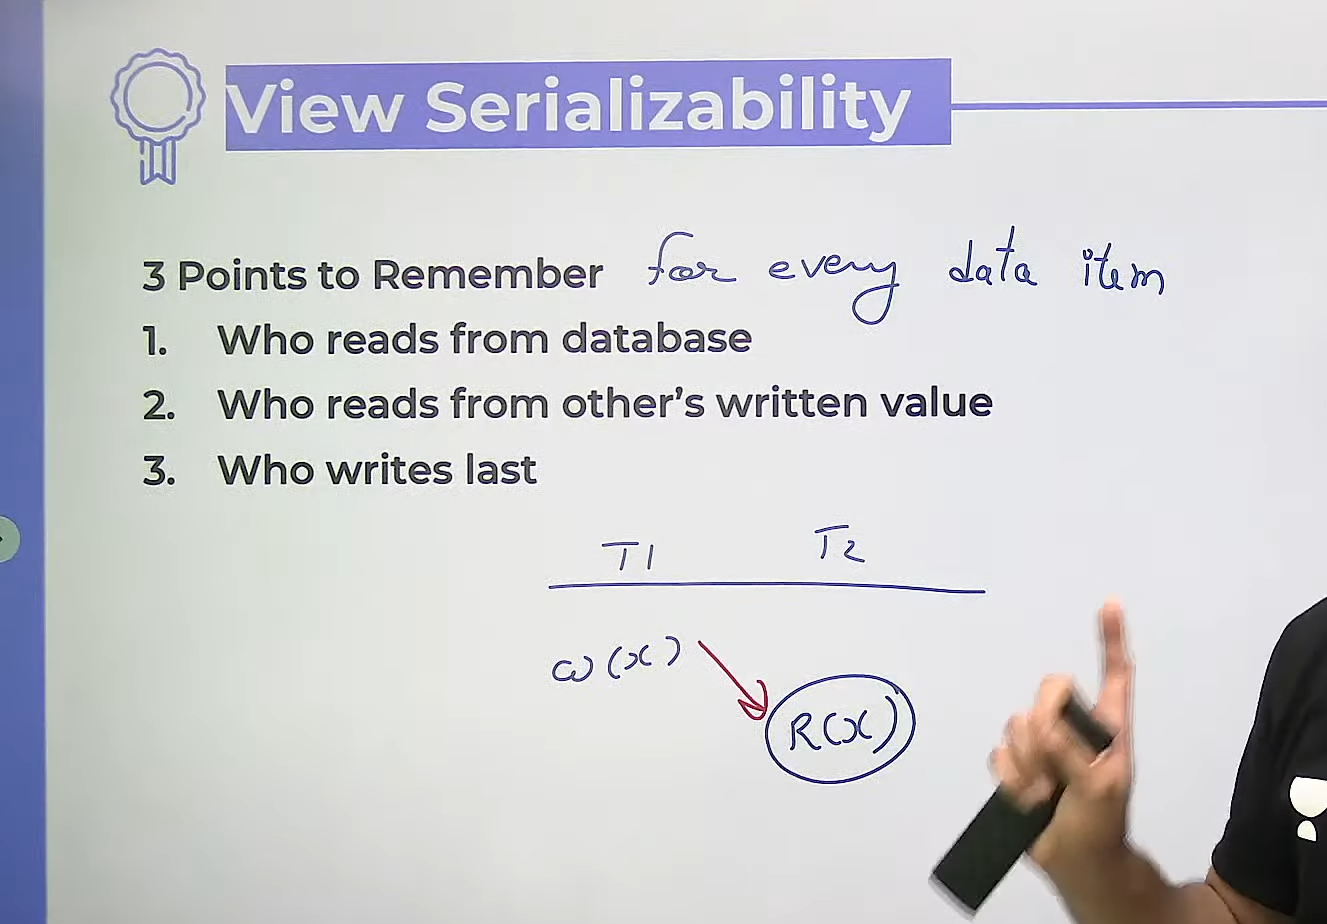 View Serializability
3 Points to Remember for every data item
1. Who reads from database
2. Who reads from other's written value
3. Who writes last
T1 T2
ω(x)
R(x)